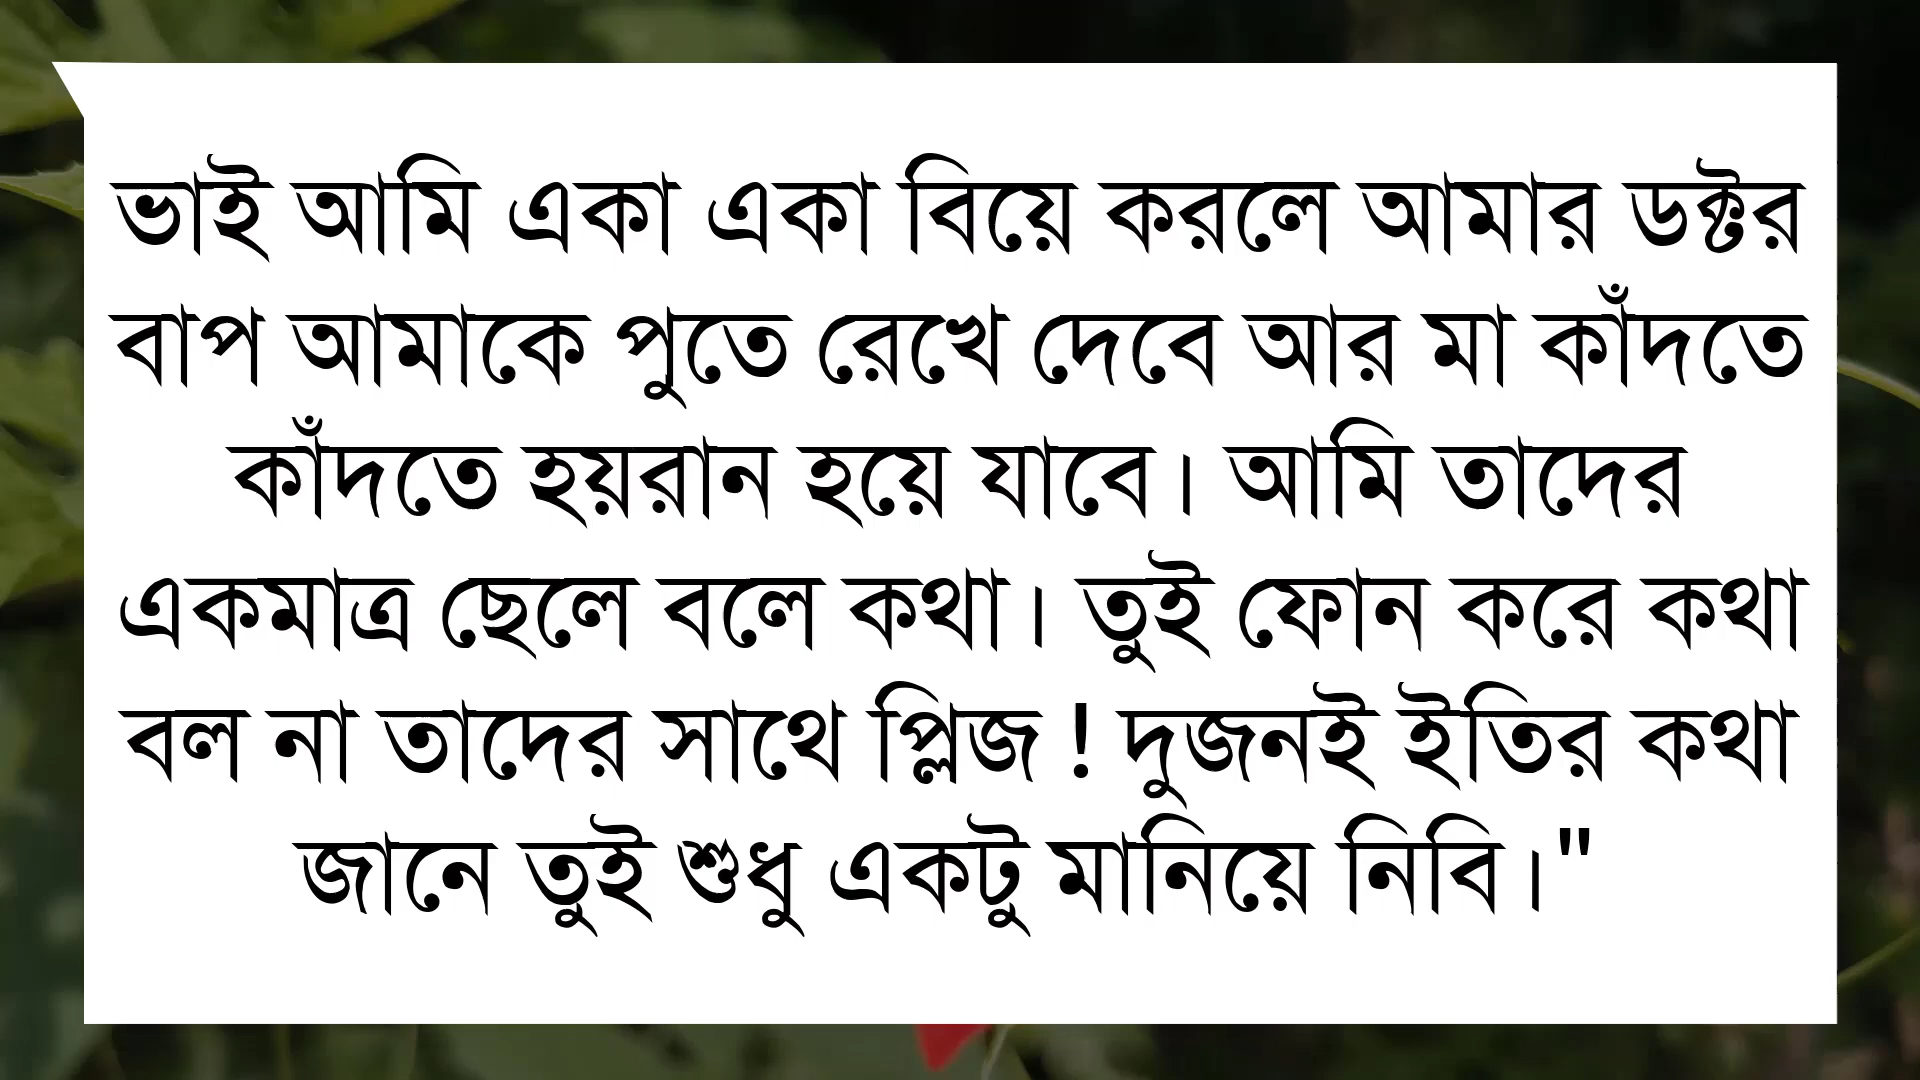 ভাই আমি একা একা বিয়ে করলে আমার ডক্টর
বাপ আমাকে পুতে রেখে দেবে আর মা কাঁদতে
কাঁদতে হয়রান হয়ে যাবে। আমি তাদের
একমাত্র ছেলে বলে কথা। তুই ফোন করে কথা
বল না তাদের সাথে প্লিজ ! দুজনই ইতির কথা
জানে তুই শুধু একটু মানিয়ে নিবি।"